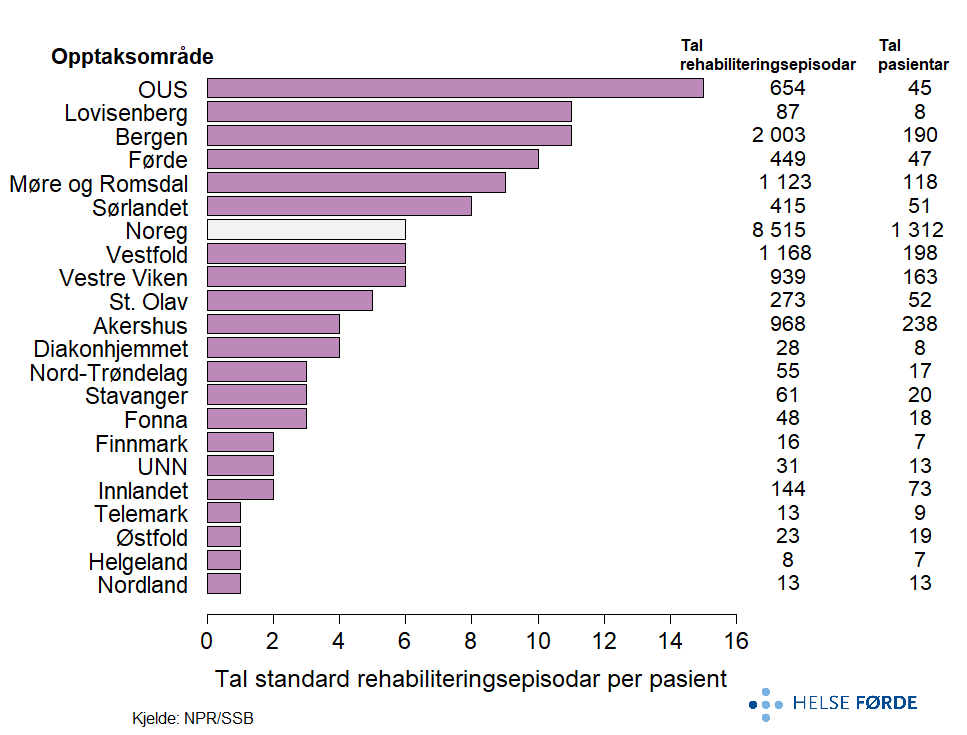 Opptaksområde Tal rehabiliteringsepisodar Tal pasientar
OUS 654 45
Lovisenberg 87 8
Bergen 2 003 190
Førde 449 47
Møre og Romsdal 1 123 118
Sørlandet 415 51
Noreg 8 515 1 312
Vestfold 1 168 198
Vestre Viken 939 163
St. Olav 273 52
Akershus 968 238
Diakonhjemmet 28 8
Nord-Trøndelag 55 17
Stavanger 61 20
Fonna 48 18
Finnmark 16 7
UNN 31 13
Innlandet 144 73
Telemark 13 9
Østfold 23 19
Helgeland 8 7
Nordland 13 13
0 2 4 6 8 10 12 14 16
Tal standard rehabiliteringsepisodar per pasient
Kjelde: NPR/SSB
HELSE FØRDE